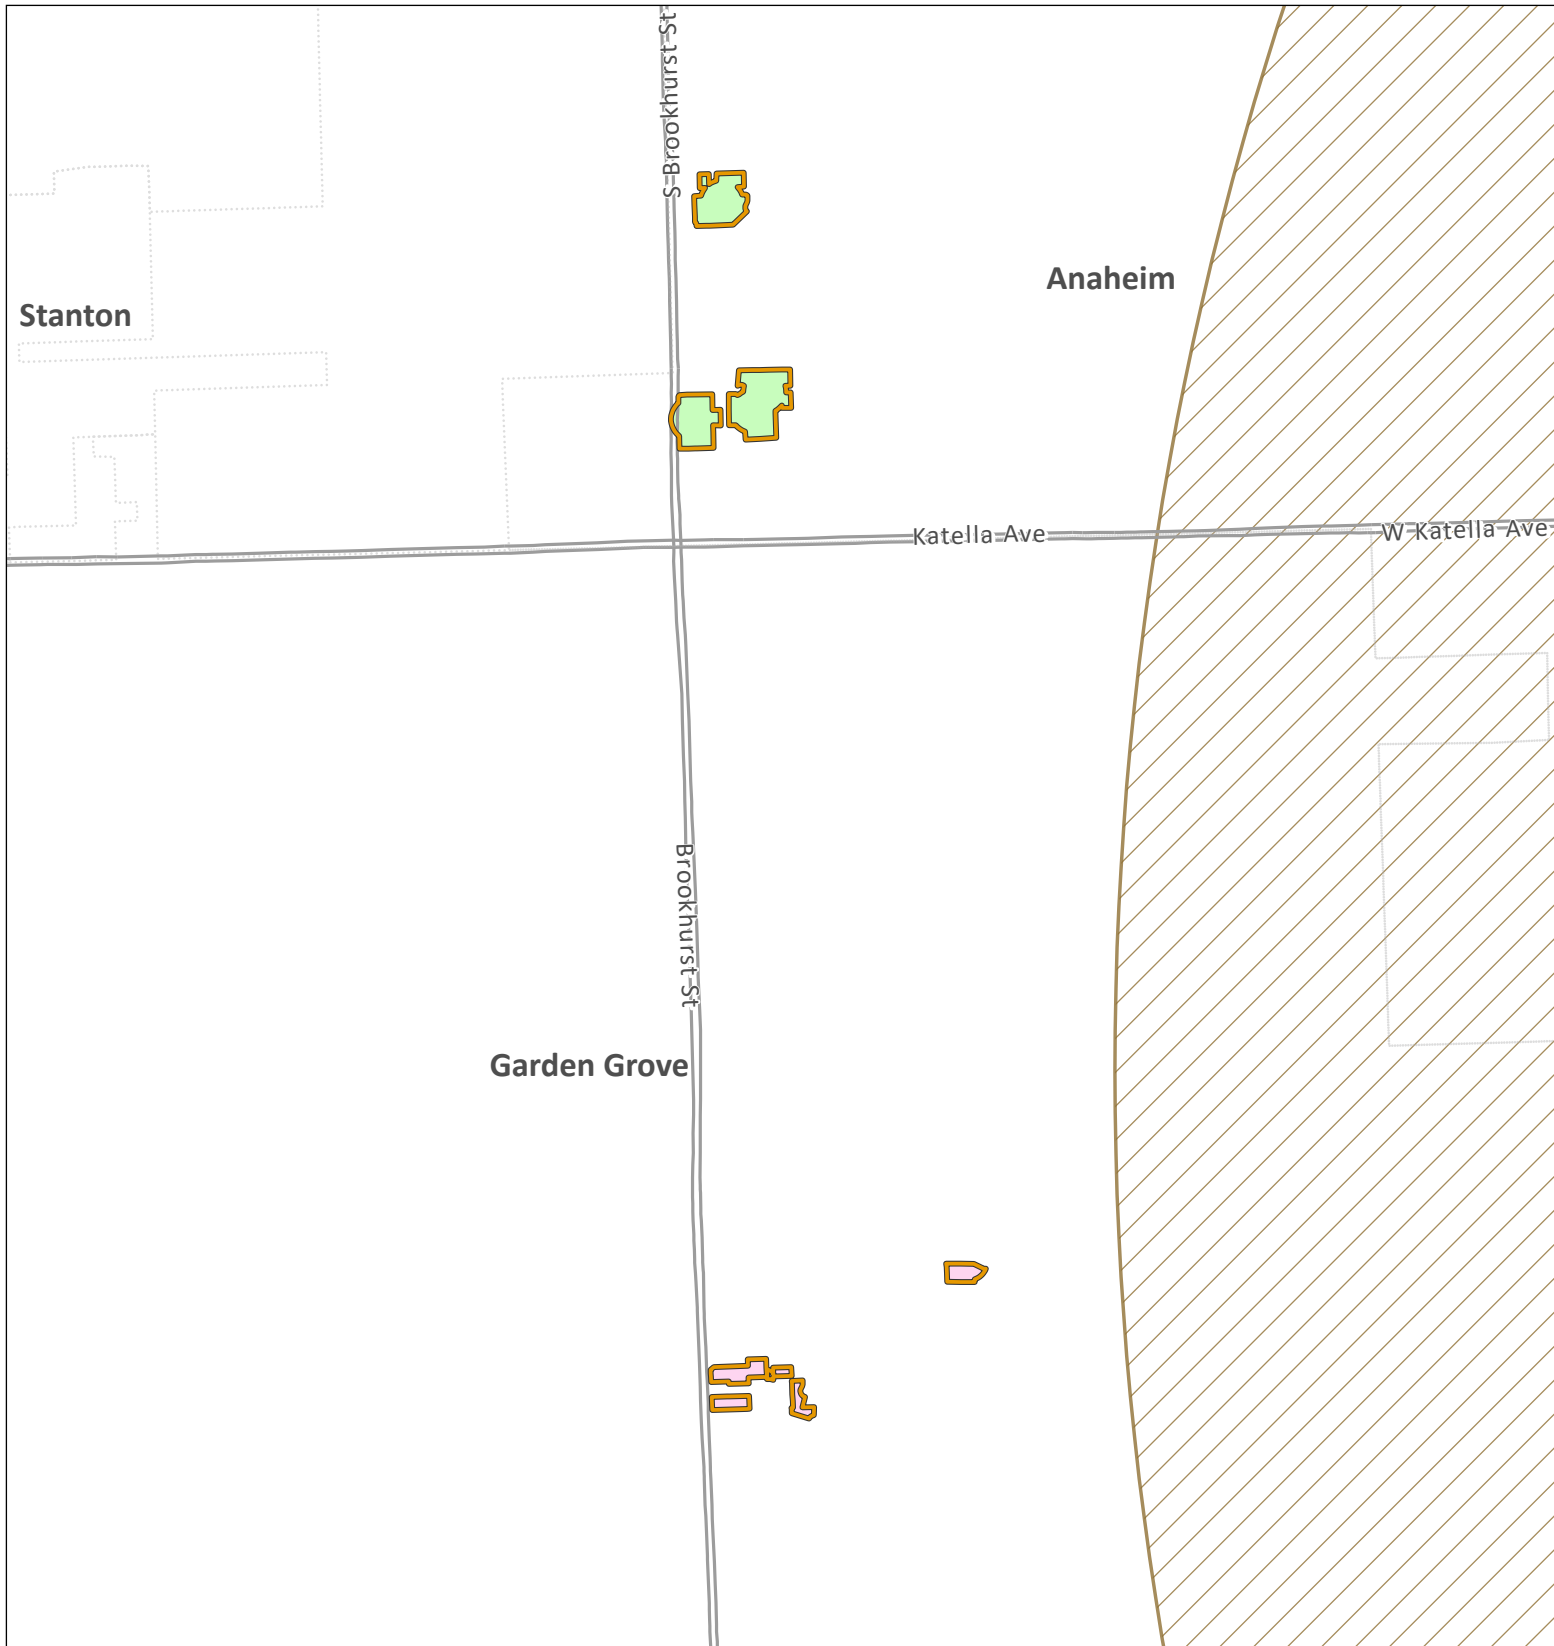 S Brookhurst St
Anaheim
Stanton
Katella Ave
W Katella Ave
Brookhurst St
Garden Grove